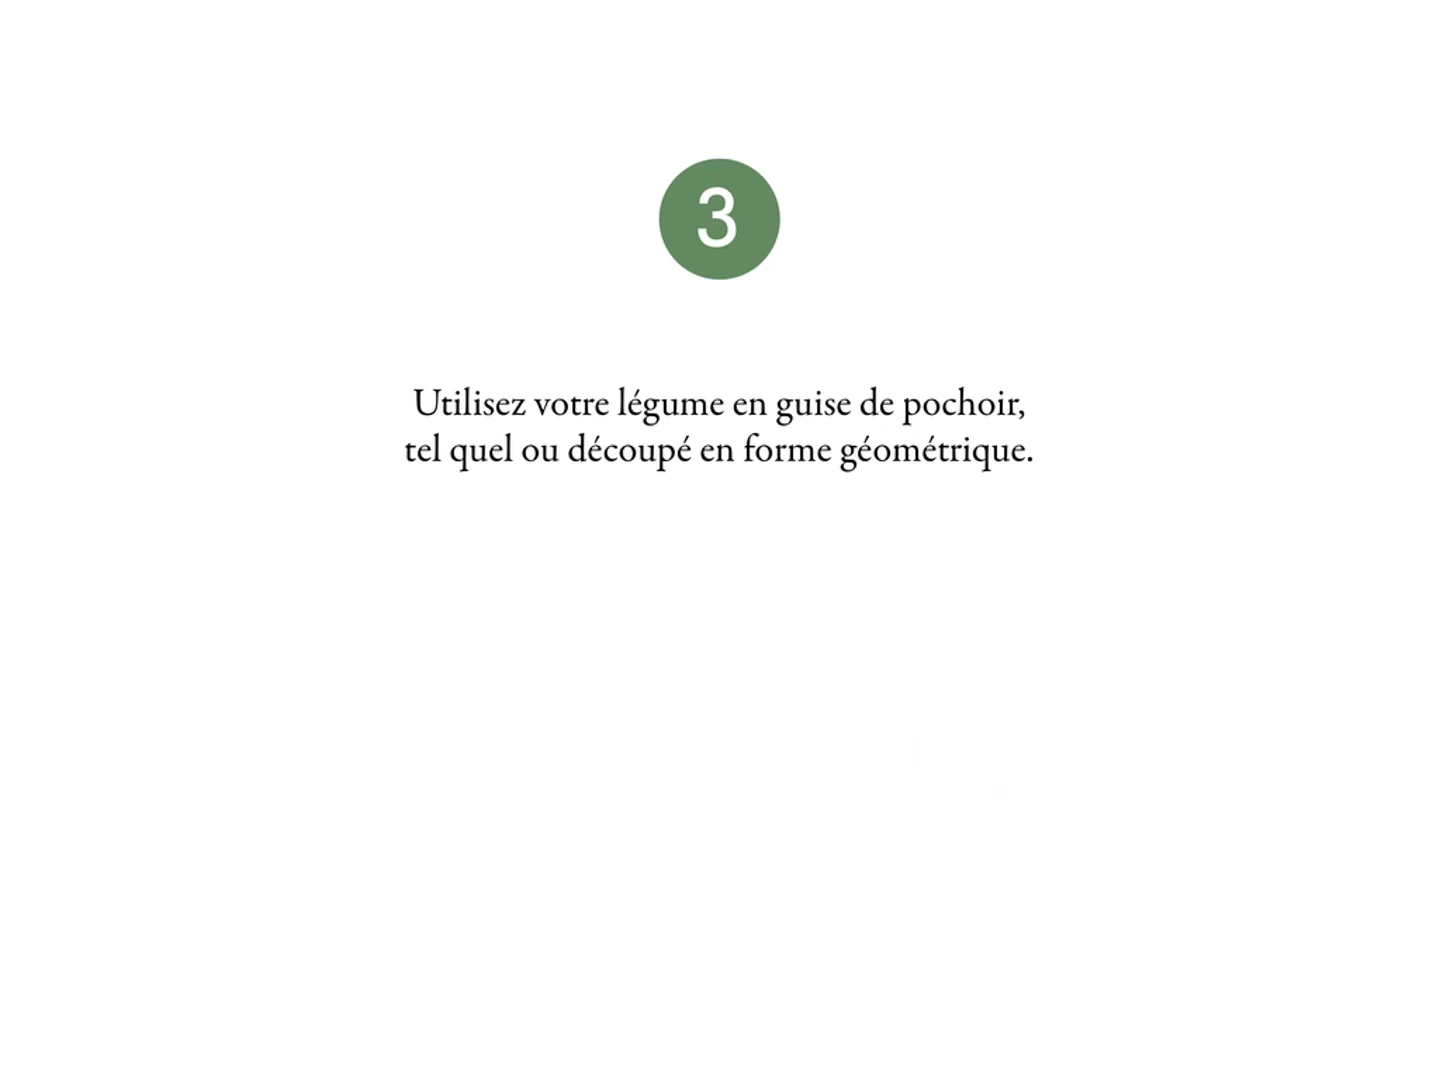 3
Utilisez votre légume en guise de pochoir,
tel quel ou découpé en forme géométrique.